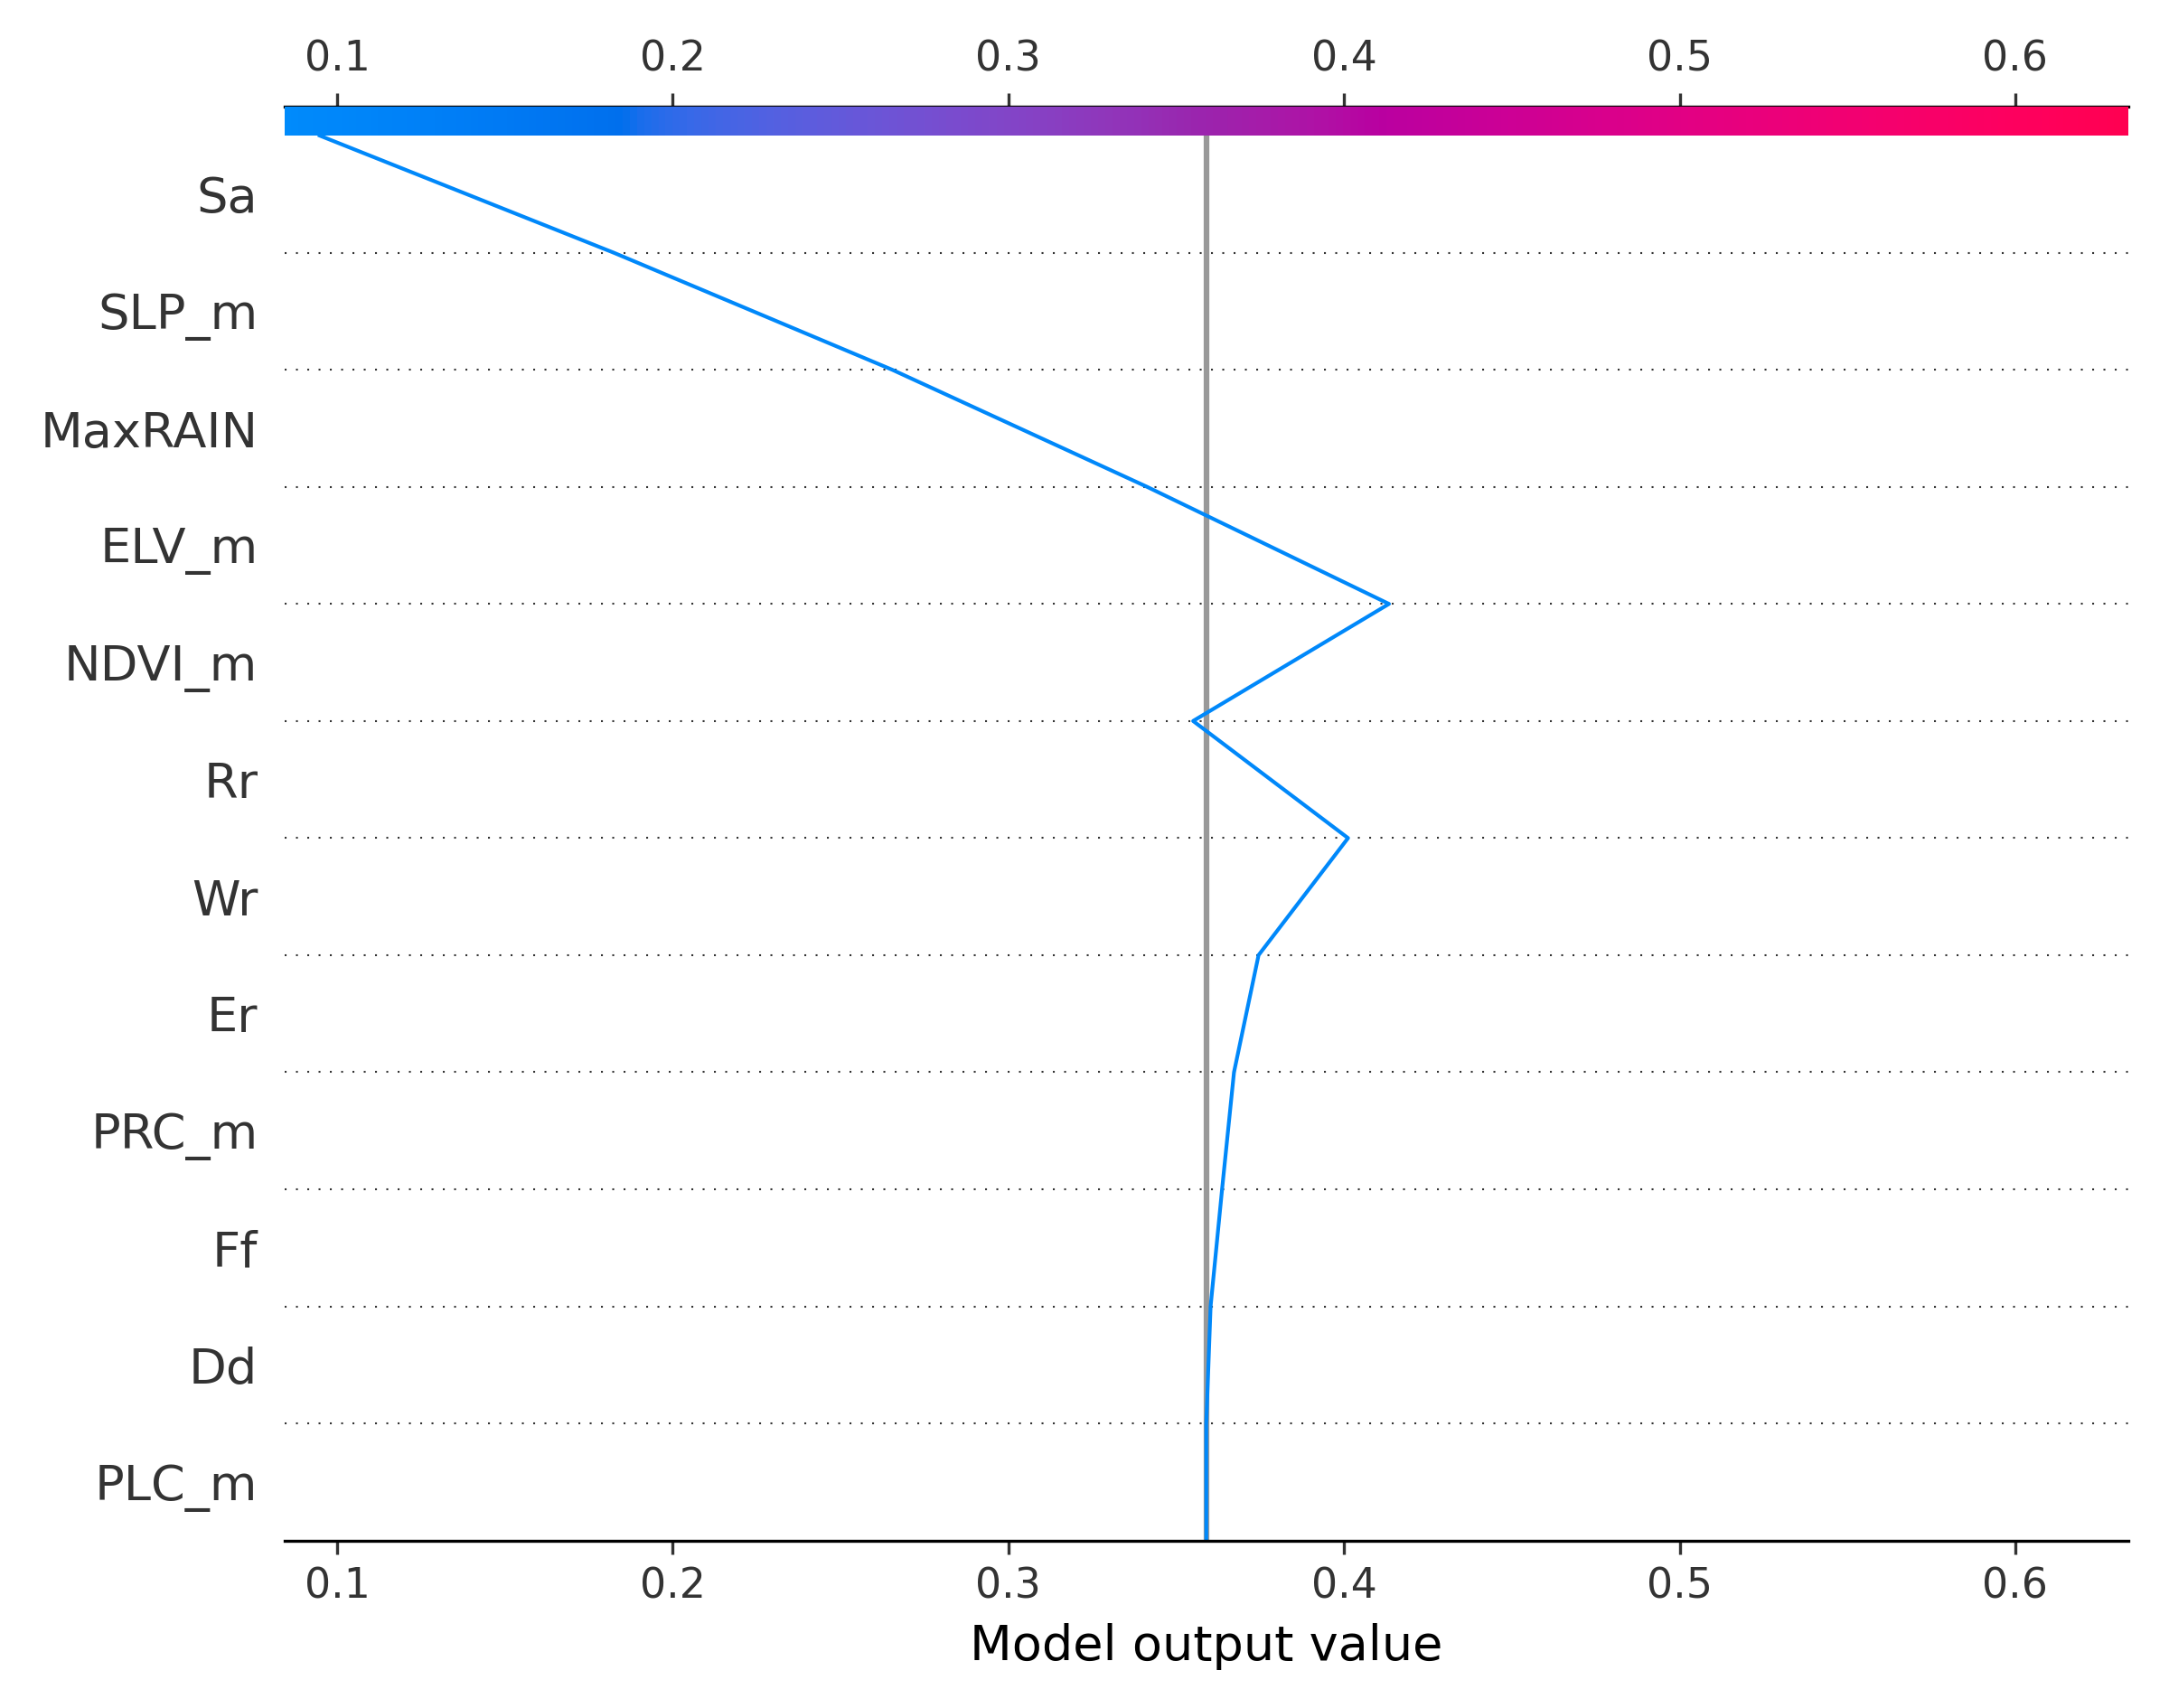 0.1 0.2 0.3 0.4 0.5 0.6
Sa
SLP_m
MaxRAIN
ELV_m
NDVI_m
Rr
Wr
Er
PRC_m
Ff
Dd
PLC_m
0.1 0.2 0.3 0.4 0.5 0.6
Model output value